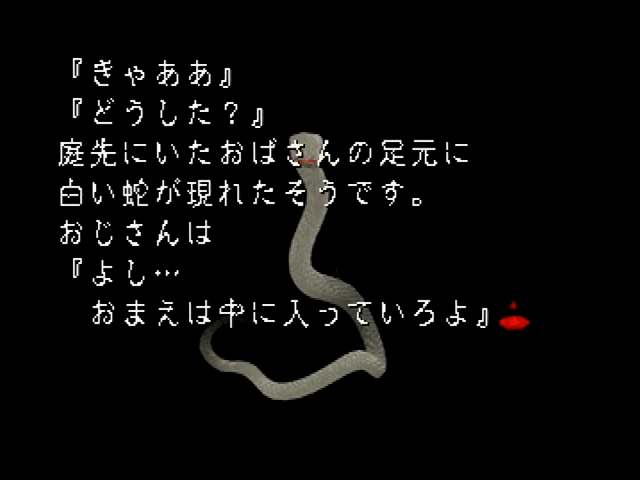 『きゃああ』
『どうした？』
庭先にいたおばさんの足元に
白い蛇が現れたそうです。
おじさんは
『よし…
　おまえは中に入っていろよ』